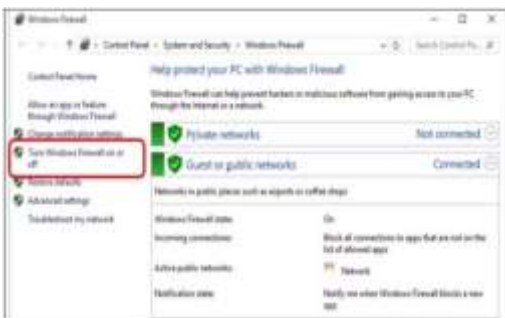 Windows Firewall
Control Panel > System and Security > Windows Firewall
Search Control Pa...
Control Panel Home
Help protect your PC with Windows Firewall
Windows Firewall can help prevent hackers or malicious software from gaining access to your PC
through the Internet or a network.
Allow an app or feature
through Windows Firewall
Change notification settings
Private networks
Not connected
Turn Windows Firewall on or
off
Guest or public networks
Connected
Restore defaults
Networks in public places such as airports or coffee shops
Advanced settings
Troubleshoot my network
Windows Firewall state:
On
Incoming connections:
Block all connections to apps that are not on the
list of allowed apps
Active public networks:
Network
Notification state:
Notify me when Windows Firewall blocks a new
app